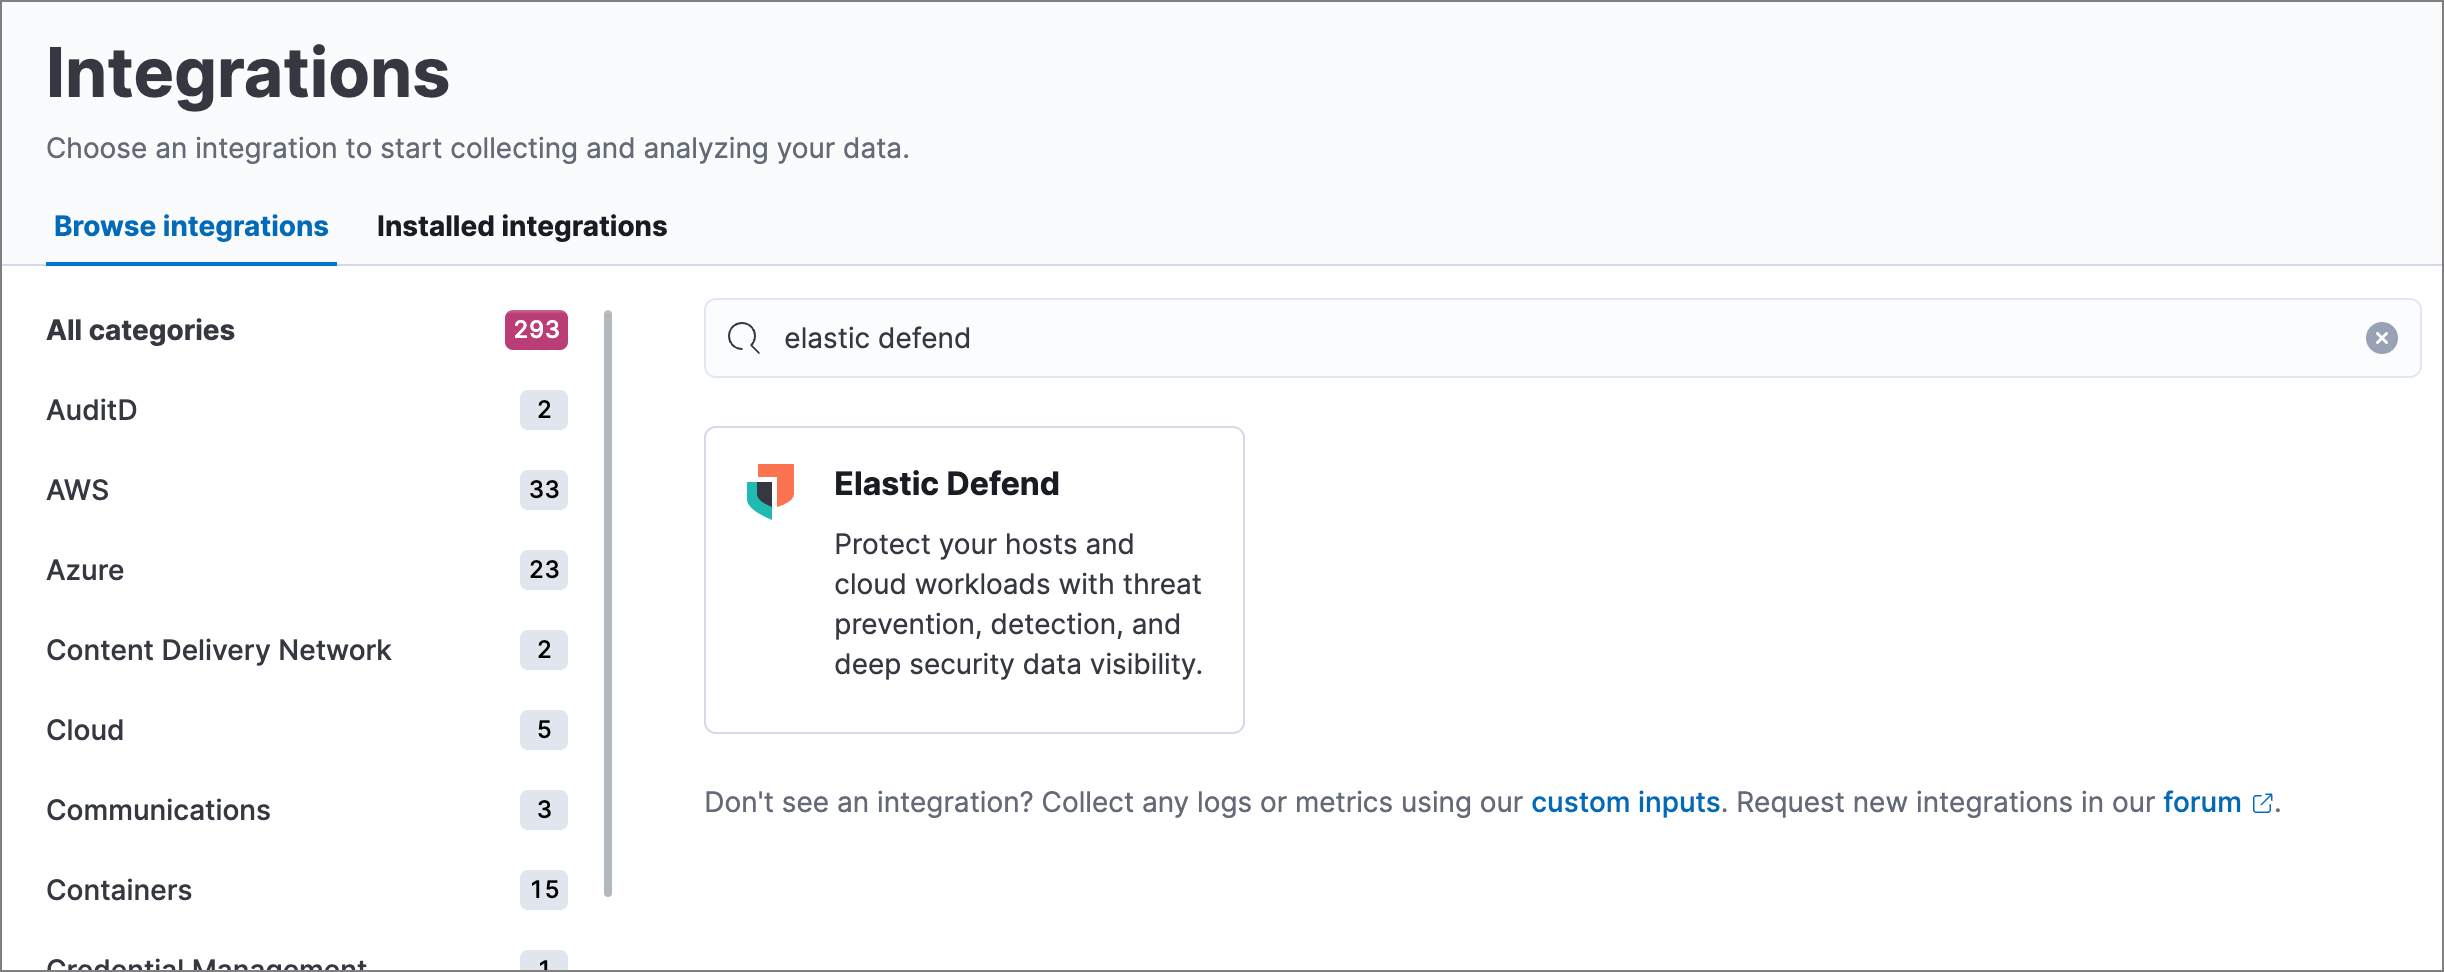 Integrations
Choose an integration to start collecting and analyzing your data.
Browse integrations
Installed integrations
All categories 293
AuditD 2
AWS 33
Azure 23
Content Delivery Network 2
Cloud 5
Communications 3
Containers 15
Credential Management 1
elastic defend
Elastic Defend
Protect your hosts and
cloud workloads with threat
prevention, detection, and
deep security data visibility.
Don't see an integration? Collect any logs or metrics using our custom inputs. Request new integrations in our forum.